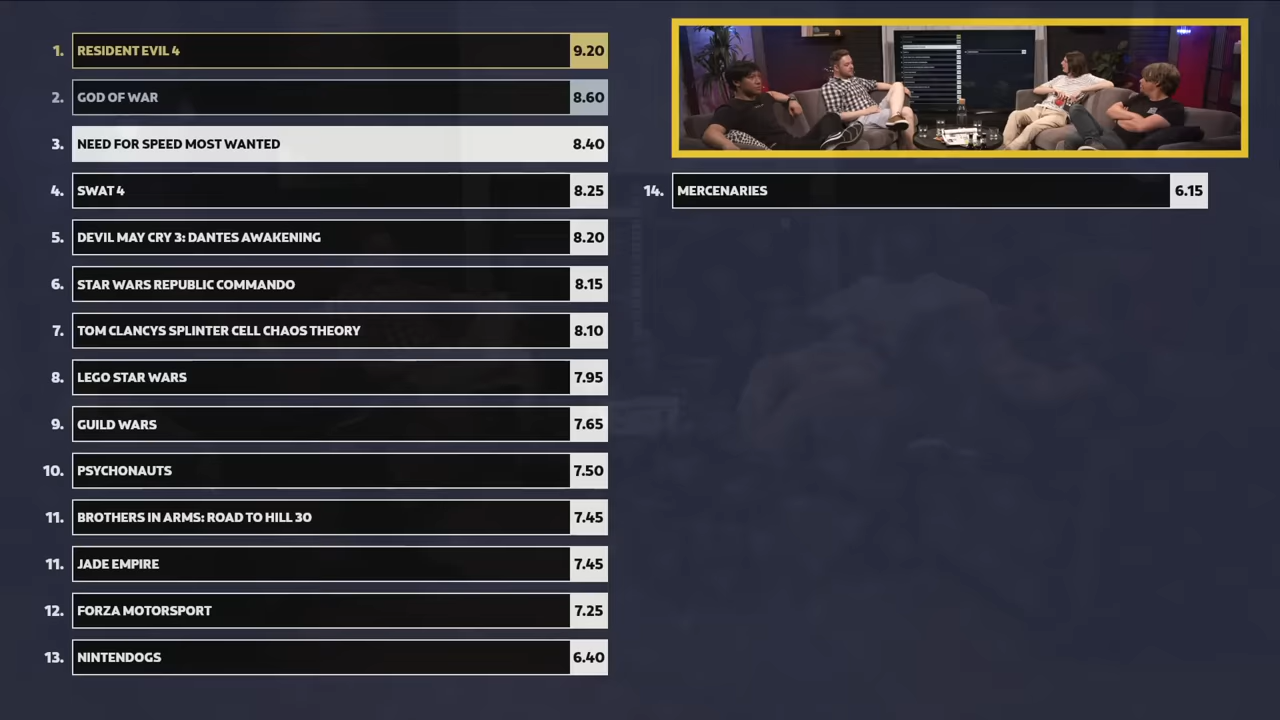 1. RESIDENT EVIL 4 9.20
2. GOD OF WAR 8.60
3. NEED FOR SPEED MOST WANTED 8.40
4. SWAT 4 8.25
5. DEVIL MAY CRY 3: DANTES AWAKENING 8.20
6. STAR WARS REPUBLIC COMMANDO 8.15
7. TOM CLANCYS SPLINTER CELL CHAOS THEORY 8.10
8. LEGO STAR WARS 7.95
9. GUILD WARS 7.65
10. PSYCHONAUTS 7.50
11. BROTHERS IN ARMS: ROAD TO HILL 30 7.45
11. JADE EMPIRE 7.45
12. FORZA MOTORSPORT 7.25
13. NINTENDOGS 6.40
14. MERCENARIES 6.15